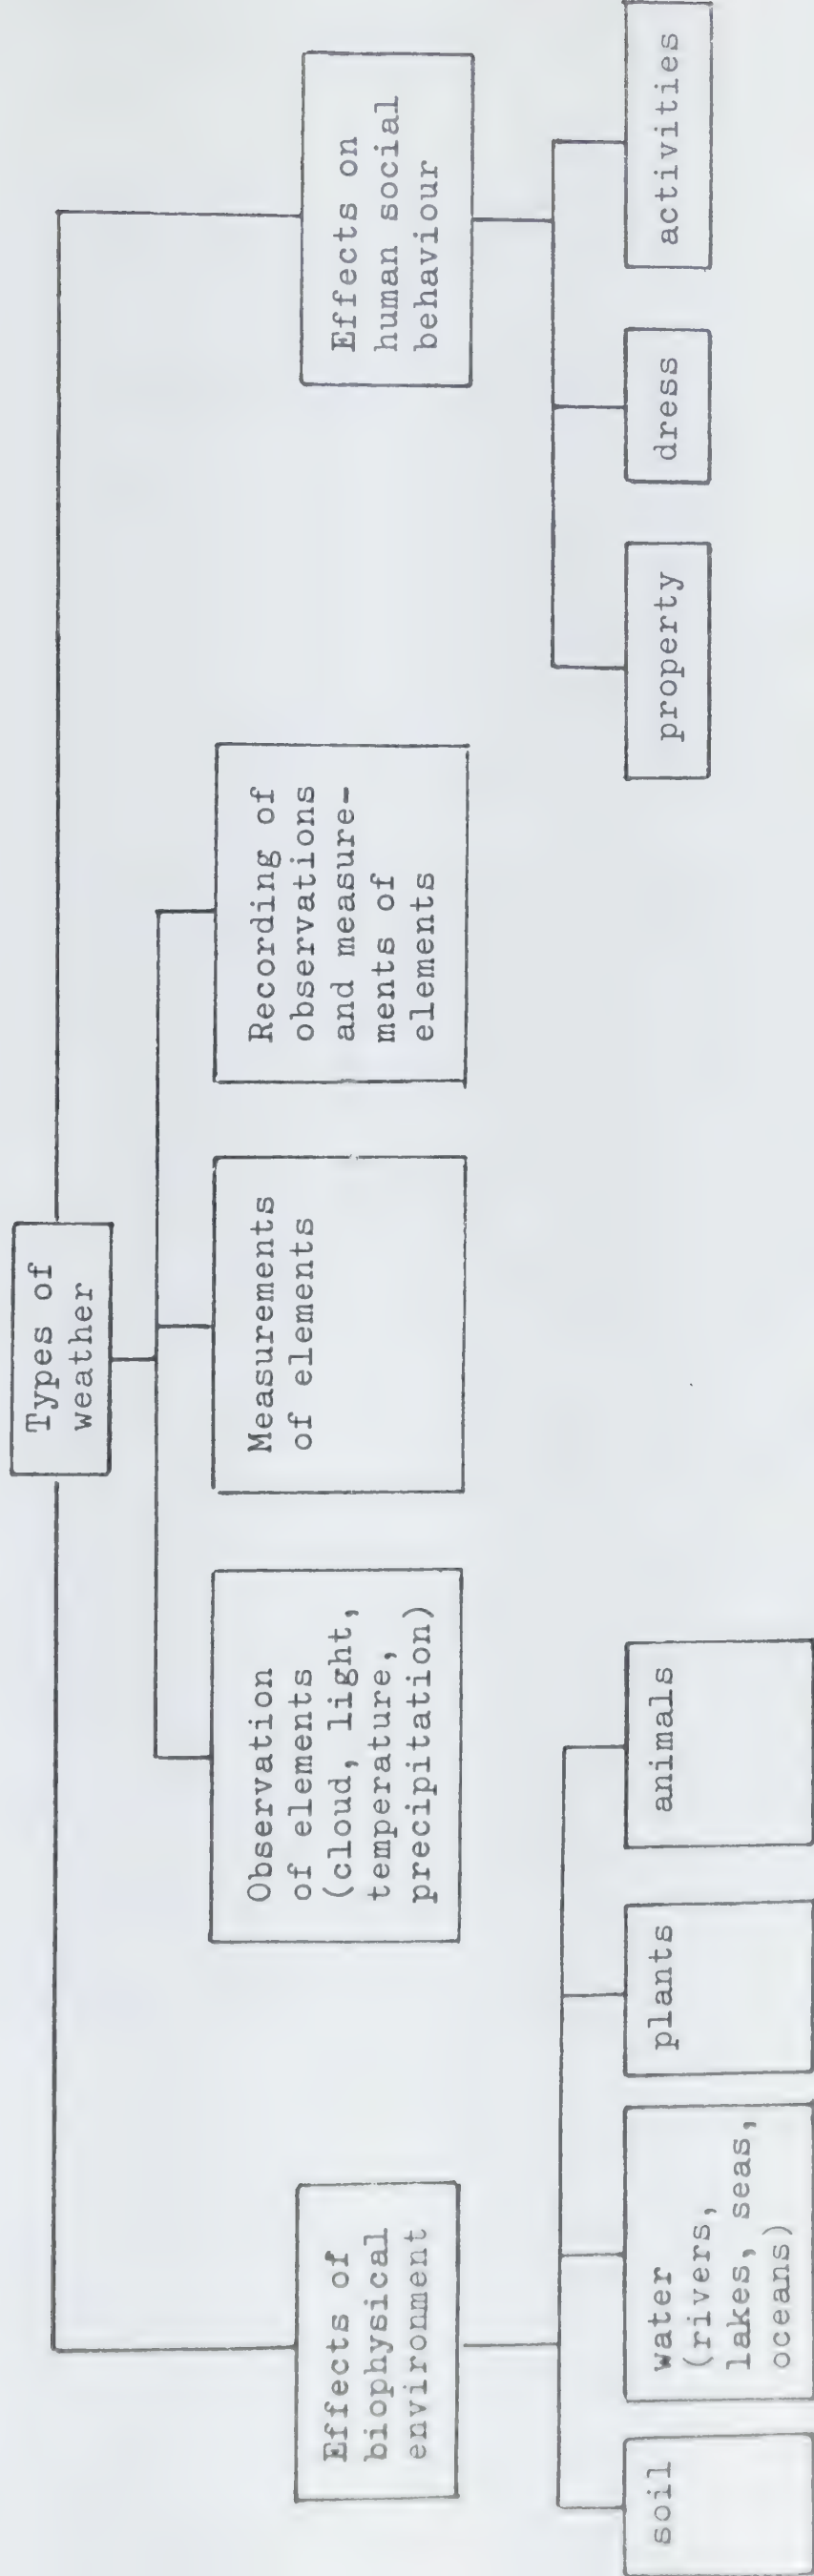 Types of
weather
Effects of
biophysical
environment
Observation
of elements
(cloud, light,
temperature,
precipitation)
Measurements
of elements
Recording of
observations
and measure-
ments of
elements
Effects on
human social
behaviour
soil
water
(rivers,
lakes, seas,
oceans)
plants
animals
property
dress
activities